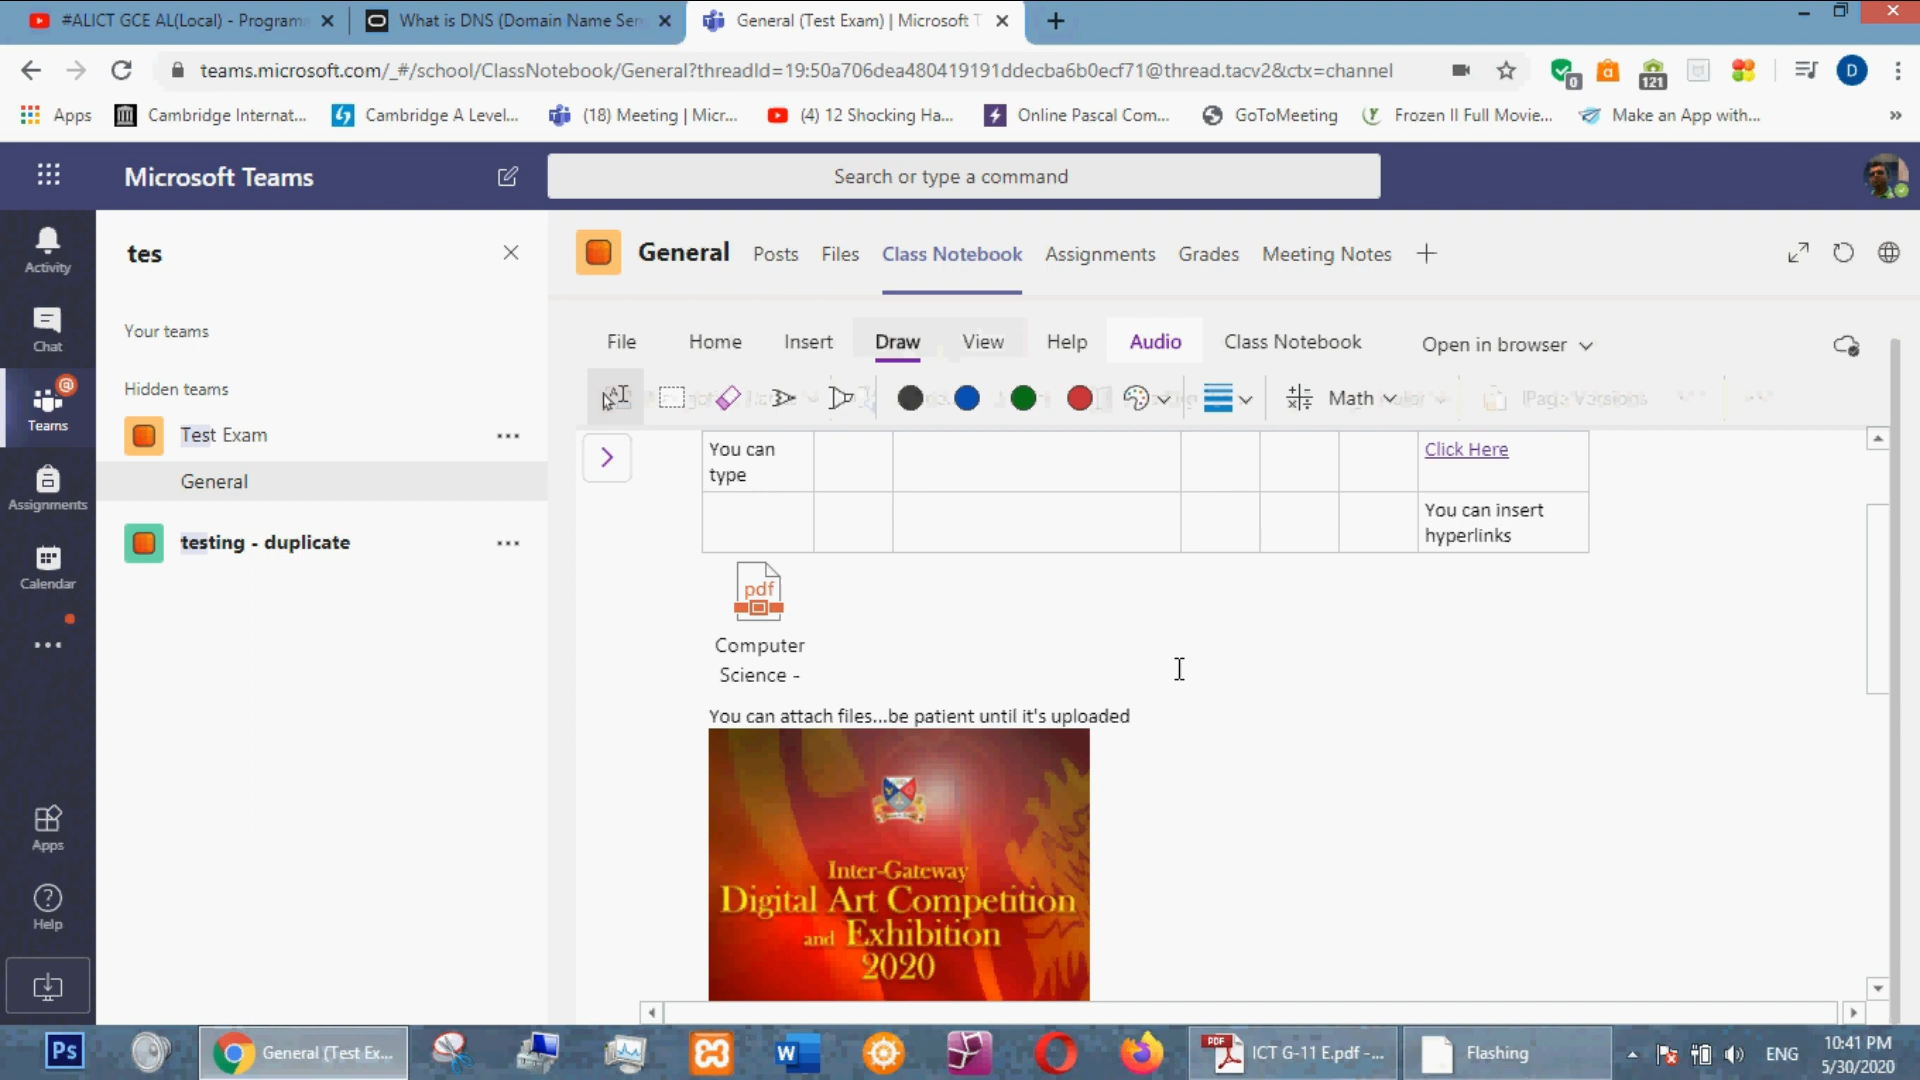 #ALICT GCE AL(Local) - Programm
What is DNS (Domain Name Ser
General (Test Exam) | Microsoft T
teams.microsoft.com/_#/school/ClassNotebook/General?threadId=19:50a706dea480419191ddecba6b0ecf71@thread.tacv2&ctx=channel
0
121
D
Apps
Cambridge Internat...
Cambridge A Level...
(18) Meeting | Micr...
(4) 12 Shocking Ha...
Online Pascal Com...
GoToMeeting
Frozen II Full Movie...
Make an App with...
»
Microsoft Teams
Search or type a command
Activity
Chat
Teams
Assignments
Calendar
Apps
Help
tes
Your teams
Hidden teams
Test Exam
General
testing - duplicate
General
Posts
Files
Class Notebook
Assignments
Grades
Meeting Notes
File
Home
Insert
Draw
View
Help
Audio
Class Notebook
Open in browser
Math
Page Versions
You can
type
Click Here
You can insert
hyperlinks
pdf
Computer
Science -
You can attach files...be patient until it's uploaded
Inter-Gateway
Digital Art Competition
and Exhibition
2020
Ps
General (Test Ex...
W
PDF
ICT G-11 E.pdf -...
Flashing
ENG
10:41 PM
5/30/2020